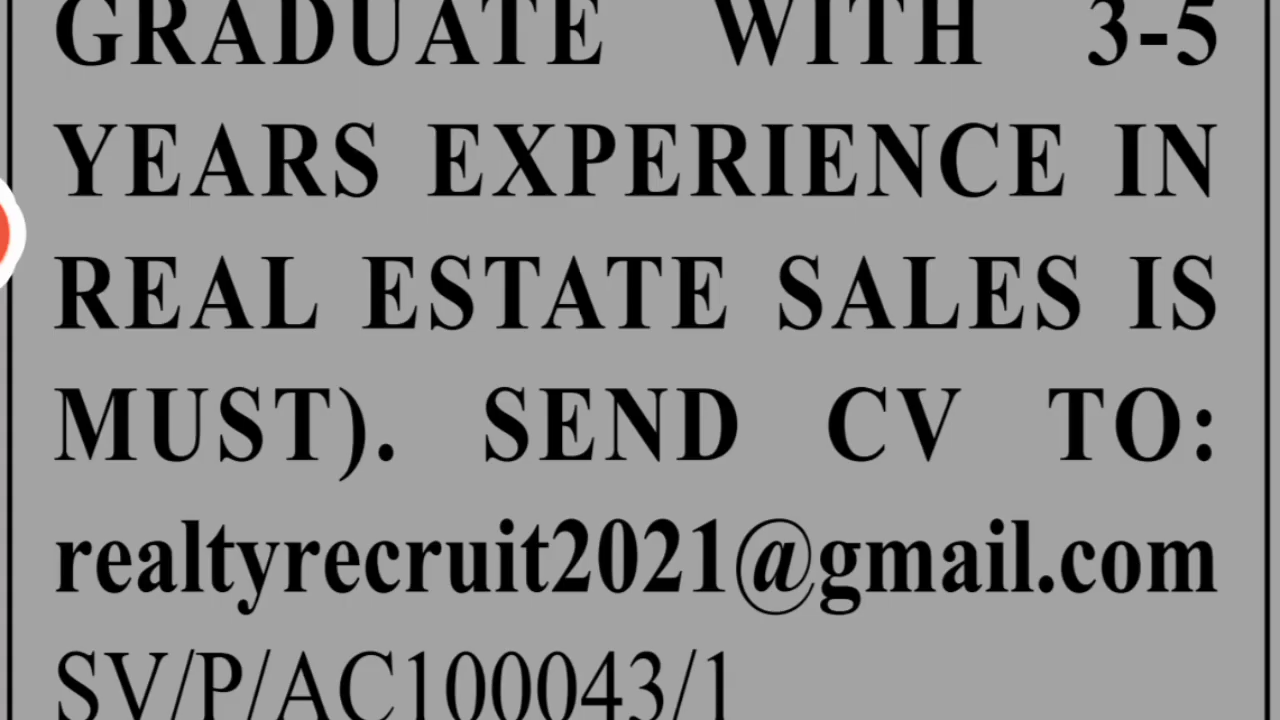 GRADUATE WITH 3-5
YEARS EXPERIENCE IN
REAL ESTATE SALES IS
MUST). SEND CV TO:
realtyrecruit2021@gmail.com
SV/P/AC100043/1